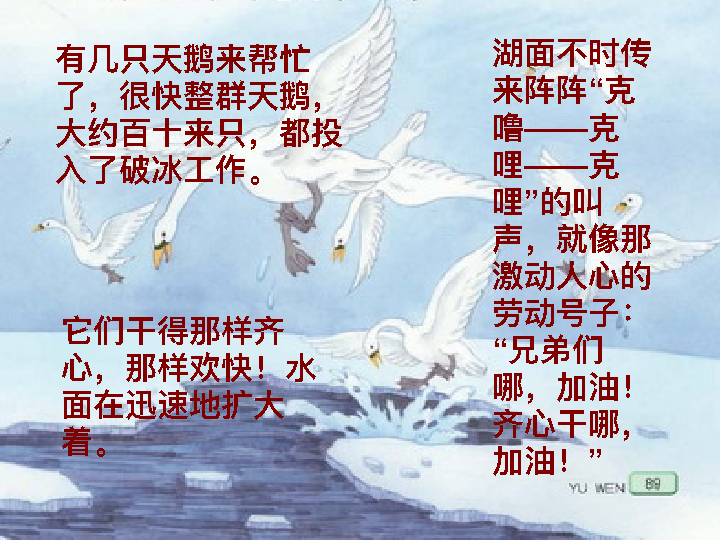 有几只天鹅来帮忙
了，很快整群天鹅，
大约百十来只，都投
入了破冰工作。
它们干得那样齐
心，那样欢快！水
面在迅速地扩大
着。
湖面不时传
来阵阵“克
噜——克
哩——克
哩”的叫
声，就像那
激动人心的
劳动号子：
“兄弟们
哪，加油！
齐心干哪，
加油！”
YU WEN 89